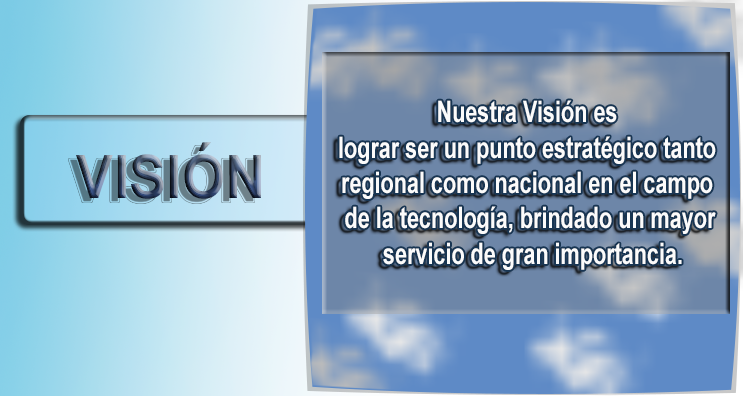 VISIÓN
Nuestra Visión es
lograr ser un punto estratégico tanto
regional como nacional en el campo
de la tecnología, brindado un mayor
servicio de gran importancia.